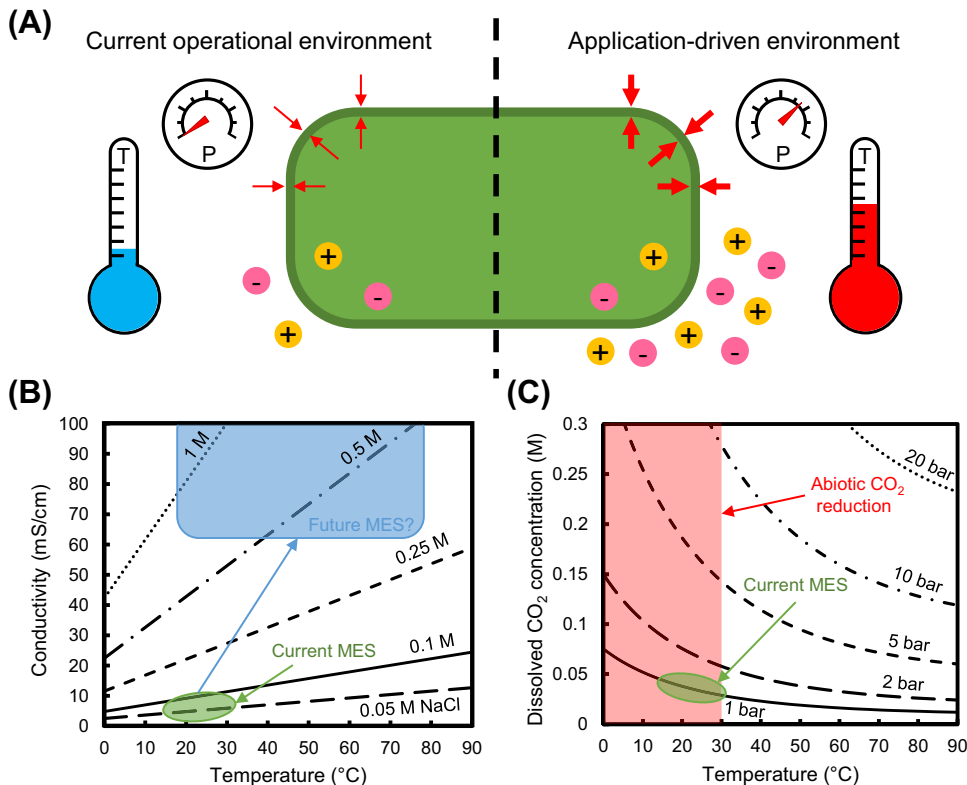 (A)
Current operational environment
Application-driven environment
T
P
P
T
+
-
-
+
+
-
+
-
-
+
+
-
+
-
(B)
Conductivity (mS/cm)
100
90
80
70
60
50
40
30
20
10
0
1 M
0.5 M
Future MES?
0.25 M
Current MES
0.1 M
0.05 M NaCl
0 10 20 30 40 50 60 70 80 90
Temperature (°C)
(C)
Dissolved CO₂ concentration (M)
0.3
0.25
0.2
0.15
0.1
0.05
0
20 bar
Abiotic CO₂
reduction
10 bar
Current MES
5 bar
2 bar
1 bar
0 10 20 30 40 50 60 70 80 90
Temperature (°C)